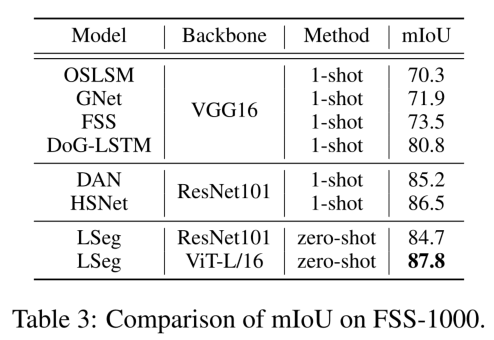 Model Backbone Method mIoU
OSLSM 1-shot 70.3
GNet 1-shot 71.9
VGG16
FSS 1-shot 73.5
DoG-LSTM 1-shot 80.8
DAN 1-shot 85.2
ResNet101
HSNet 1-shot 86.5
LSeg ResNet101 zero-shot 84.7
LSeg ViT-L/16 zero-shot 87.8
Table 3: Comparison of mIoU on FSS-1000.